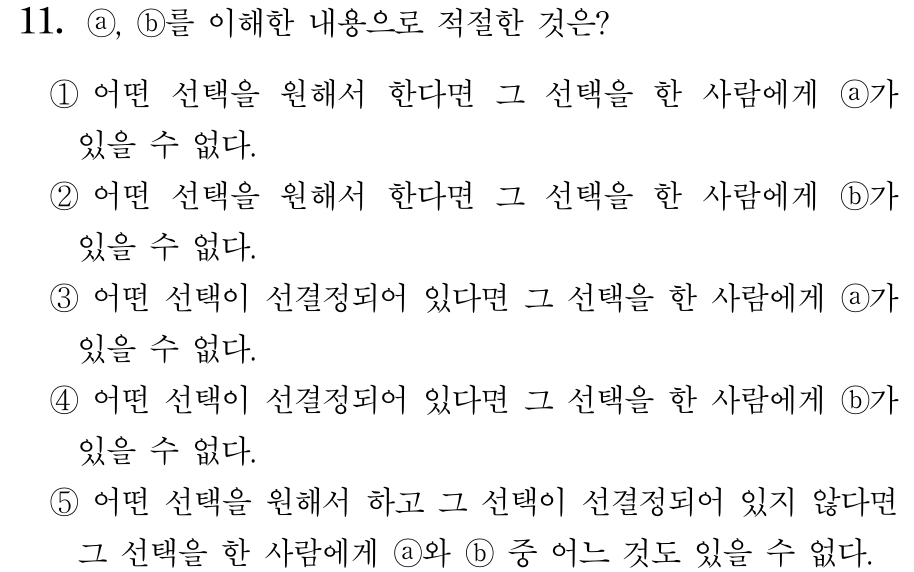 11. ⓐ, ⓑ를 이해한 내용으로 적절한 것은?
① 어떤 선택을 원해서 한다면 그 선택을 한 사람에게 ⓐ가
있을 수 없다.
② 어떤 선택을 원해서 한다면 그 선택을 한 사람에게 ⓑ가
있을 수 없다.
③ 어떤 선택이 선결정되어 있다면 그 선택을 한 사람에게 ⓐ가
있을 수 없다.
④ 어떤 선택이 선결정되어 있다면 그 선택을 한 사람에게 ⓑ가
있을 수 없다.
⑤ 어떤 선택을 원해서 하고 그 선택이 선결정되어 있지 않다면
그 선택을 한 사람에게 ⓐ와 ⓑ 중 어느 것도 있을 수 없다.